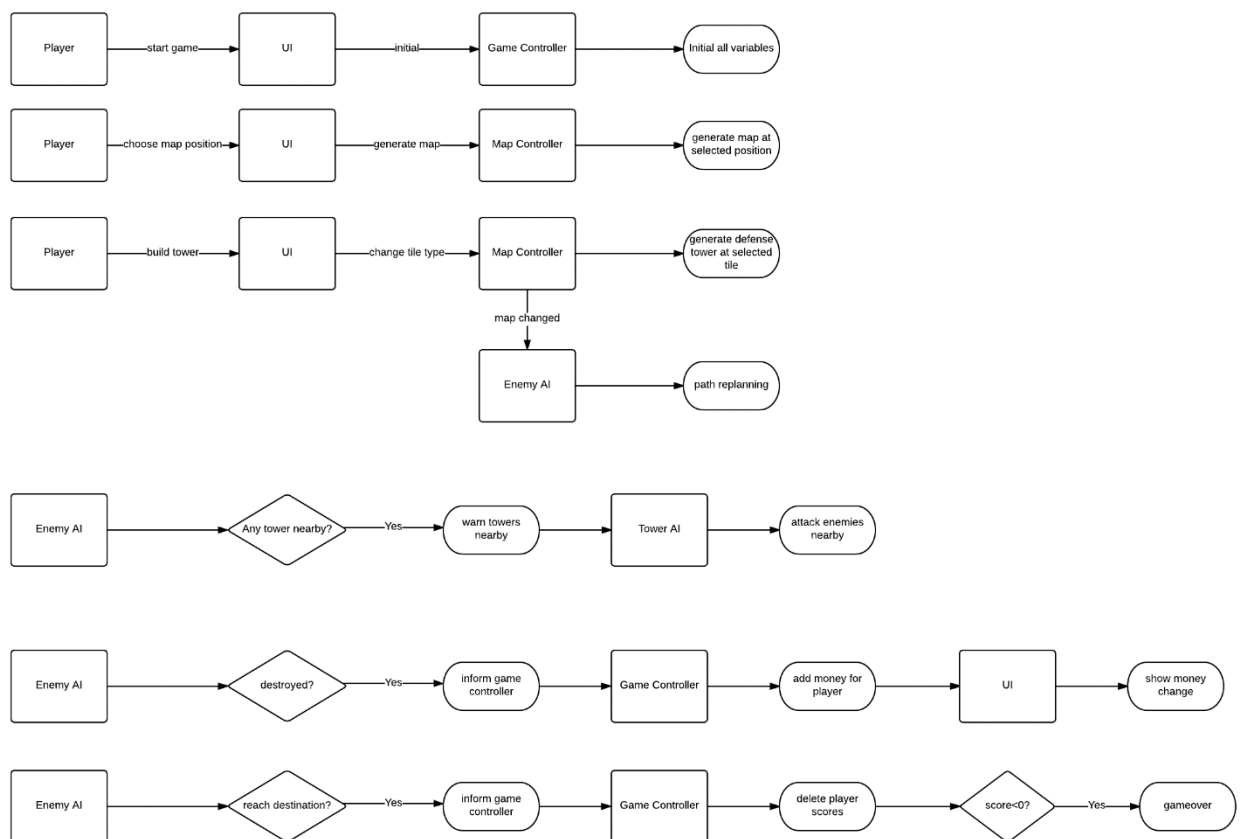 Player
start game
UI
initial
Game Controller
Initial all variables
Player
choose map position
UI
generate map
Map Controller
generate map at
selected position
Player
build tower
UI
change tile type
Map Controller
generate defense
tower at selected
tile
map changed
Enemy AI
path replanning
Enemy AI
Any tower nearby?
Yes
warn towers
nearby
Tower AI
attack enemies
nearby
Enemy AI
destroyed?
Yes
inform game
controller
Game Controller
add money for
player
UI
show money
change
Enemy AI
reach destination?
Yes
inform game
controller
Game Controller
delete player
scores
score<0?
Yes
gameover